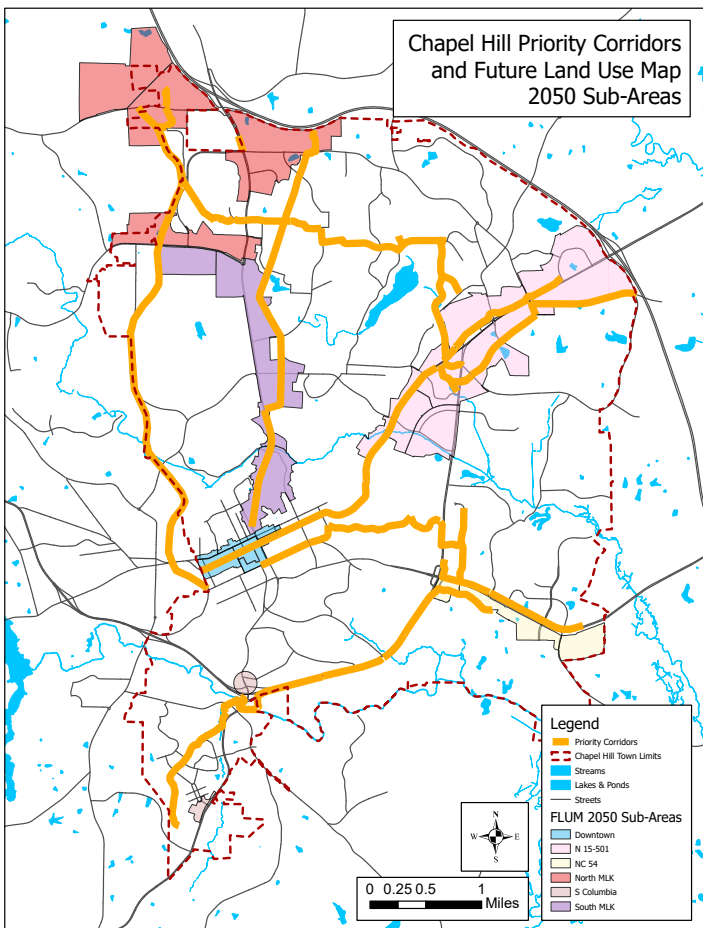 Chapel Hill Priority Corridors
and Future Land Use Map
2050 Sub-Areas
Legend
Priority Corridors
Chapel Hill Town Limits
Streams
Lakes & Ponds
Streets
FLUM 2050 Sub-Areas
Downtown
N 15-501
NC 54
North MLK
S Columbia
South MLK
N
W E
S
0 0.25 0.5 1
Miles